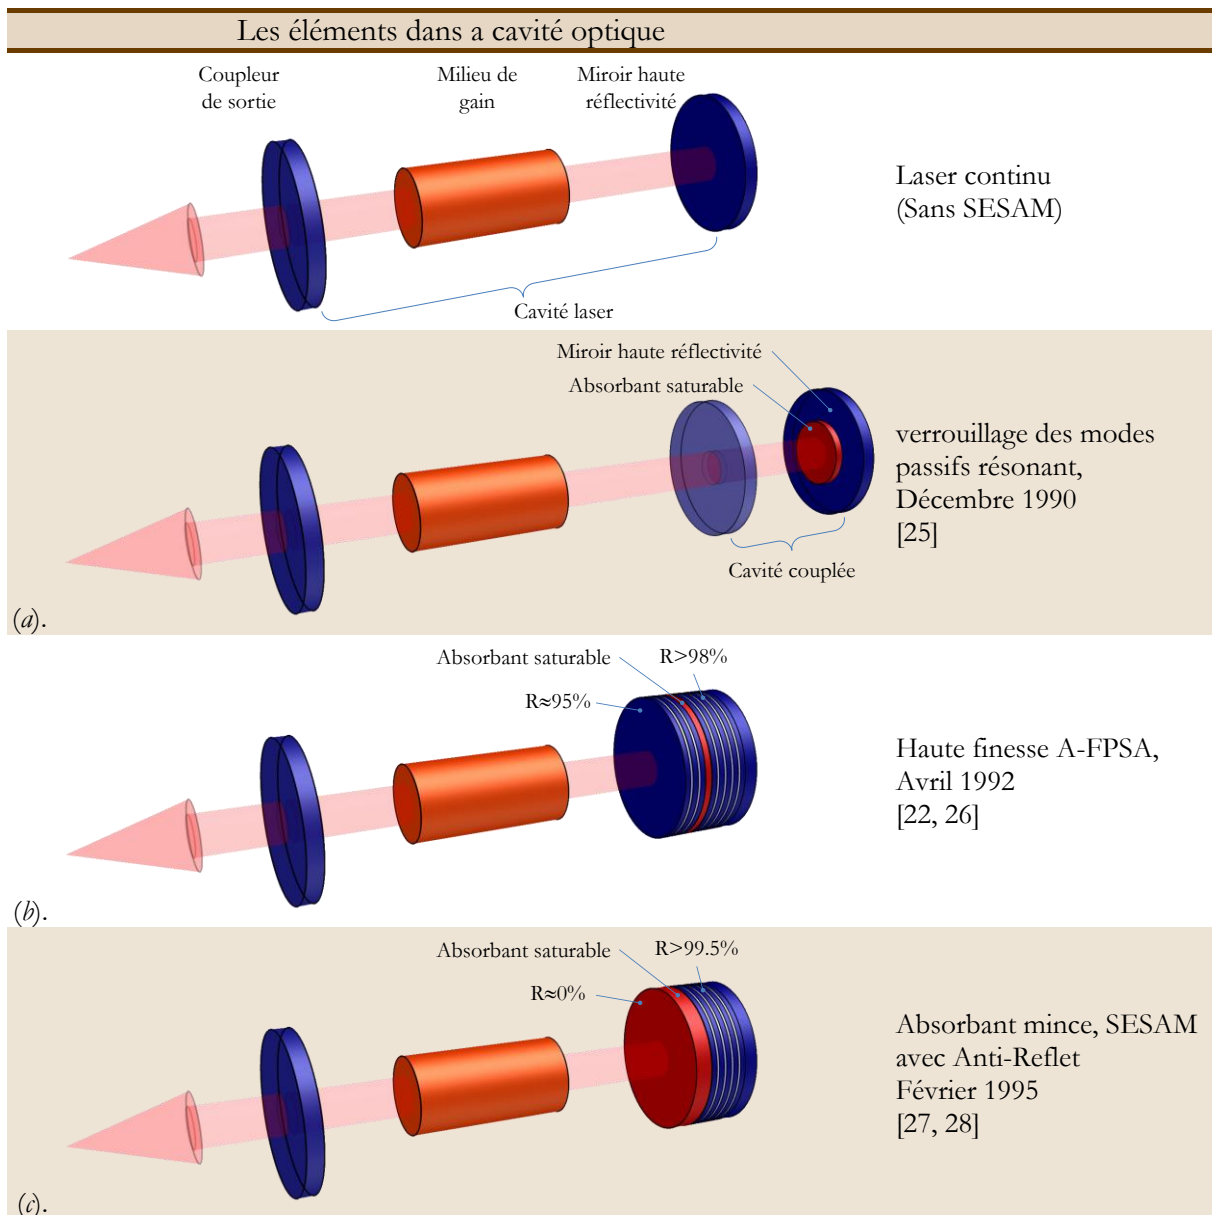 Les éléments dans a cavité optique
Coupleur
de sortie
Milieu de
gain
Miroir haute
réflectivité
Laser continu
(Sans SESAM)
Cavité laser
Miroir haute réflectivité
Absorbant saturable
verrouillage des modes
passifs résonant,
Décembre 1990
[25]
Cavité couplée
(a).
Absorbant saturable
R>98%
R≈95%
Haute finesse A-FPSA,
Avril 1992
[22, 26]
(b).
Absorbant saturable
R>99.5%
R≈0%
Absorbant mince, SESAM
avec Anti-Reflet
Février 1995
[27, 28]
(c).